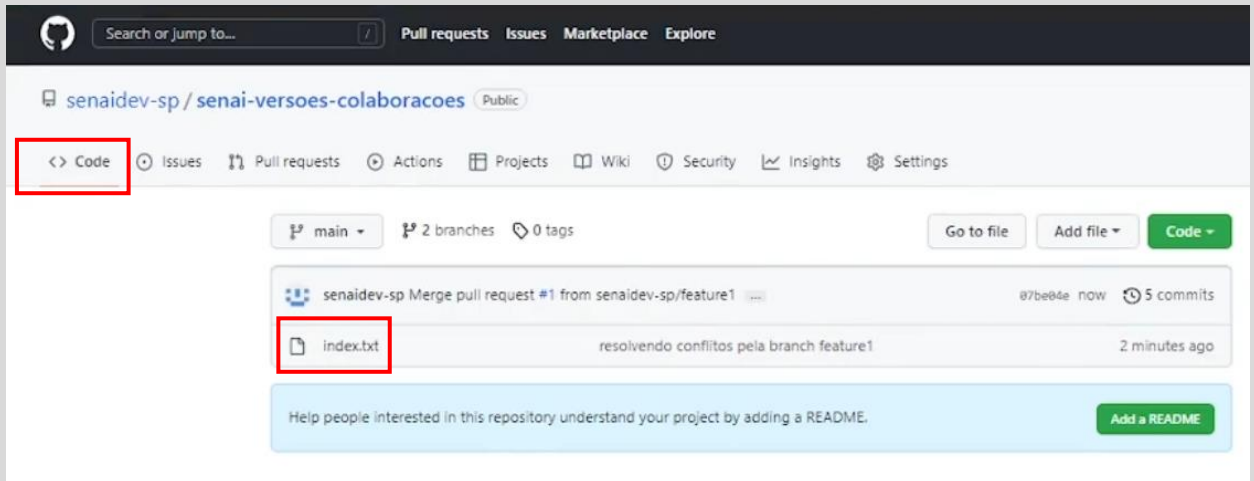 Search or jump to... / Pull requests Issues Marketplace Explore
senaidev-sp / senai-versoes-colaboracoes Public
<> Code Issues Pull requests Actions Projects Wiki Security Insights Settings
main 2 branches 0 tags Go to file Add file Code
senaidev-sp Merge pull request #1 from senaidev-sp/feature1 ... 07be04e now 5 commits
index.txt resolvendo conflitos pela branch feature1 2 minutes ago
Help people interested in this repository understand your project by adding a README. Add a README